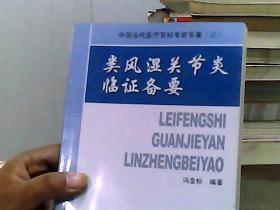 中国当代医疗百科专家专著（三）
类风湿关节炎
临证备要
LEIFENGSHI
GUANJIEYAN
LINZHENGBEIYAO
冯金标 编著